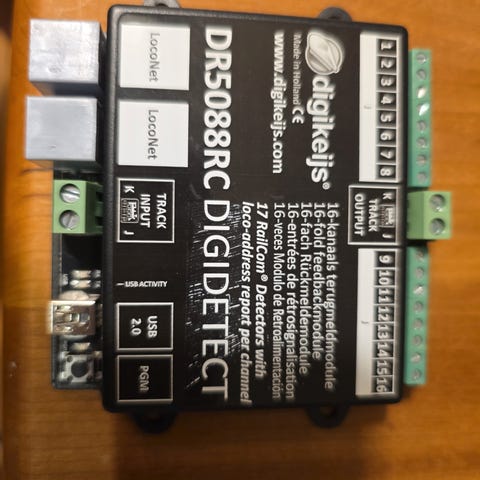 digikeijs®
Made in Holland CE
www.digikeijs.com
DR5088RC DIGIDETECT
16-kanaals terugmeldmodule
16-fold feedbackmodule
16-fach Rückmeldemodule
16-entrées de rétrosignalisation
16-veces Modulo de Retroalimentación
17 RailCom® Detectors with
loco-address report per channel
1 2 3 4 5 6 7 8
K J
TRACK
OUTPUT
9 10 11 12 13 14 15 16
LocoNet
LocoNet
TRACK
INPUT
K J
USB ACTIVITY
USB
2.0
PGM